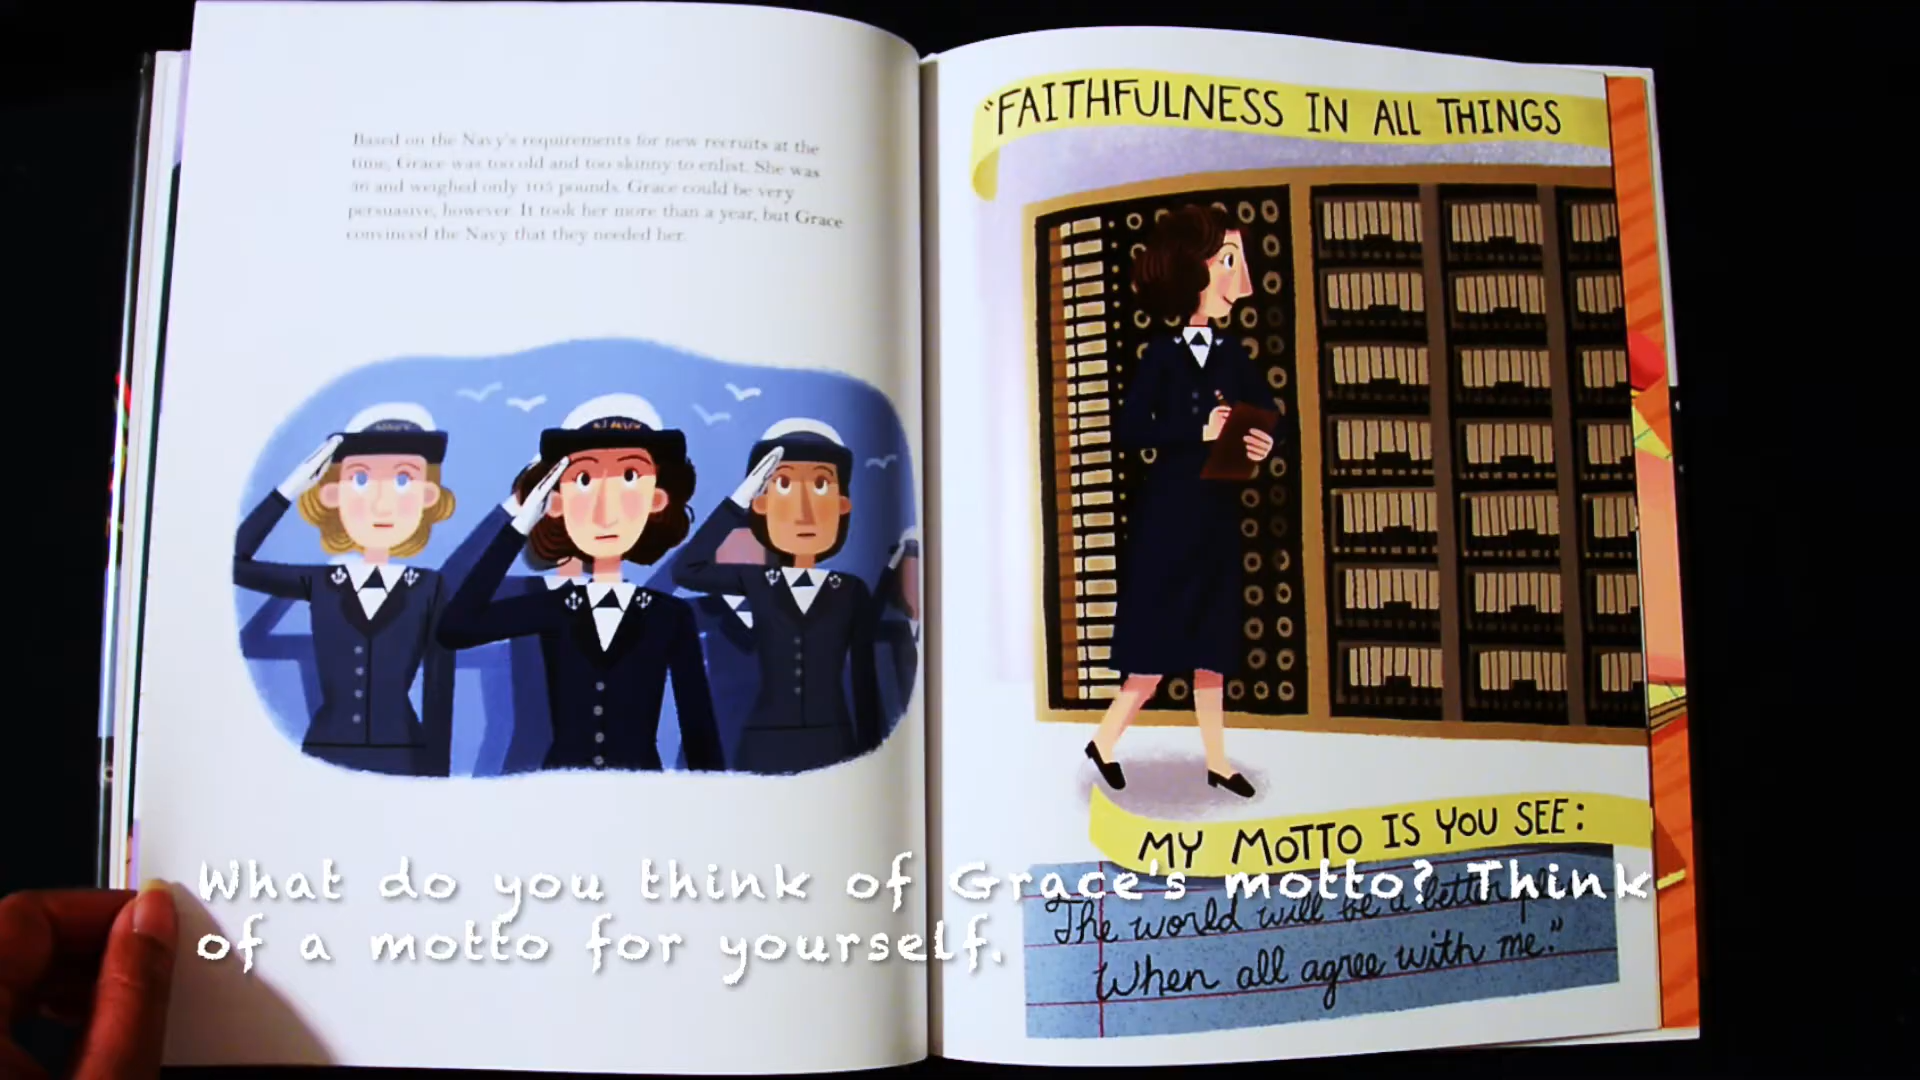 Based on the Navy's requirements for new recruits at the
time, Grace was too old and too skinny to enlist. She was
36 and weighed only 105 pounds. Grace could be very
persuasive, however. It took her more than a year, but Grace
convinced the Navy that they needed her.
"FAITHFULNESS IN ALL THINGS
MY MOTTO IS YOU SEE:
The world will be a better
When all agree with me."
What do you think of Grace's motto? Think
of a motto for yourself.